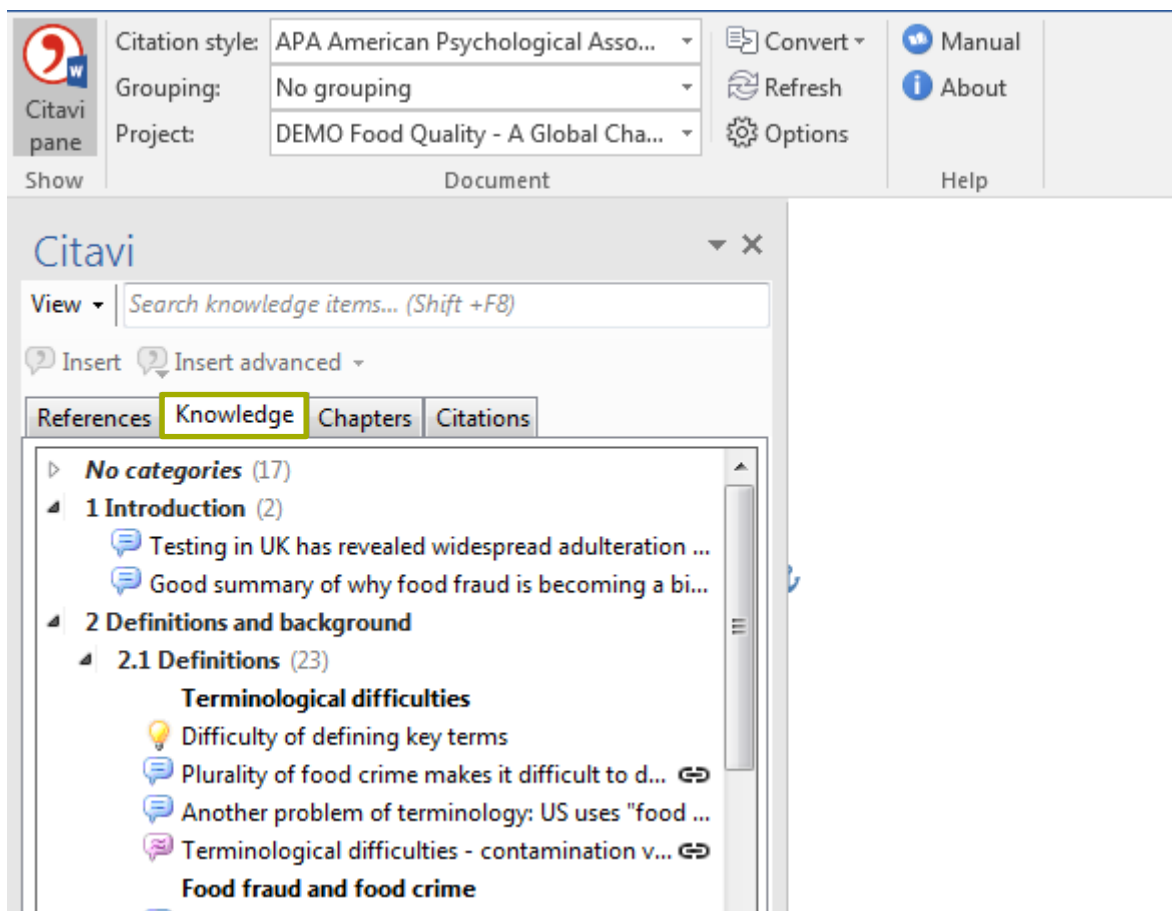 Citation style: APA American Psychological Asso... Convert Manual
Grouping: No grouping Refresh About
Citavi pane
Project: DEMO Food Quality - A Global Cha... Options
Show Document Help
Citavi
View Search knowledge items... (Shift +F8)
Insert Insert advanced
References Knowledge Chapters Citations
No categories (17)
1 Introduction (2)
Testing in UK has revealed widespread adulteration ...
Good summary of why food fraud is becoming a bi...
2 Definitions and background
2.1 Definitions (23)
Terminological difficulties
Difficulty of defining key terms
Plurality of food crime makes it difficult to d...
Another problem of terminology: US uses "food ...
Terminological difficulties - contamination v...
Food fraud and food crime